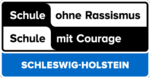 Schule ohne Rassismus
Schule mit Courage
SCHLESWIG-HOLSTEIN